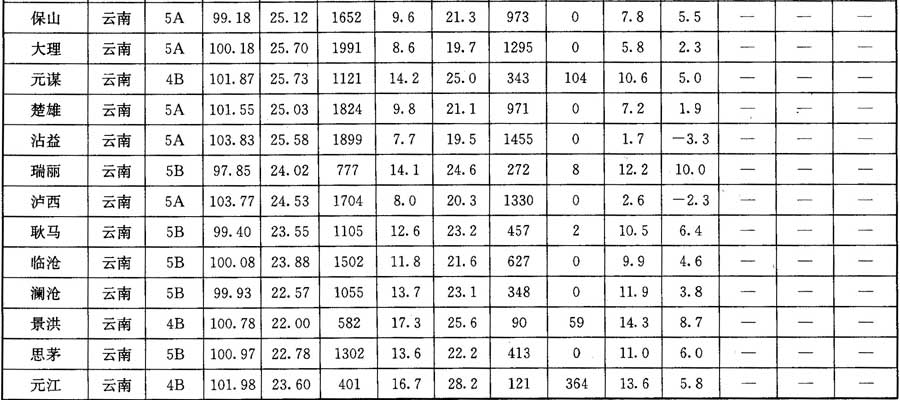 保山 云南 5A 99.18 25.12 1652 9.6 21.3 973 0 7.8 5.5 — — —
大理 云南 5A 100.18 25.70 1991 8.6 19.7 1295 0 5.8 2.3 — — —
元谋 云南 4B 101.87 25.73 1121 14.2 25.0 343 104 10.6 5.0 — — —
楚雄 云南 5A 101.55 25.03 1824 9.8 21.1 971 0 7.2 1.9 — — —
沾益 云南 5A 103.83 25.58 1899 7.7 19.5 1455 0 1.7 —3.3 — — —
瑞丽 云南 5B 97.85 24.02 777 14.1 24.6 272 8 12.2 10.0 — — —
泸西 云南 5A 103.77 24.53 1704 8.0 20.3 1330 0 2.6 —2.3 — — —
耿马 云南 5B 99.40 23.55 1105 12.6 23.2 457 2 10.5 6.4 — — —
临沧 云南 5B 100.08 23.88 1502 11.8 21.6 627 0 9.9 4.6 — — —
澜沧 云南 5B 99.93 22.57 1055 13.7 23.1 348 0 11.9 3.8 — — —
景洪 云南 4B 100.78 22.00 582 17.3 25.6 90 59 14.3 8.7 — — —
思茅 云南 5B 100.97 22.78 1302 13.6 22.2 413 0 11.0 6.0 — — —
元江 云南 4B 101.98 23.60 401 16.7 28.2 121 364 13.6 5.8 — — —